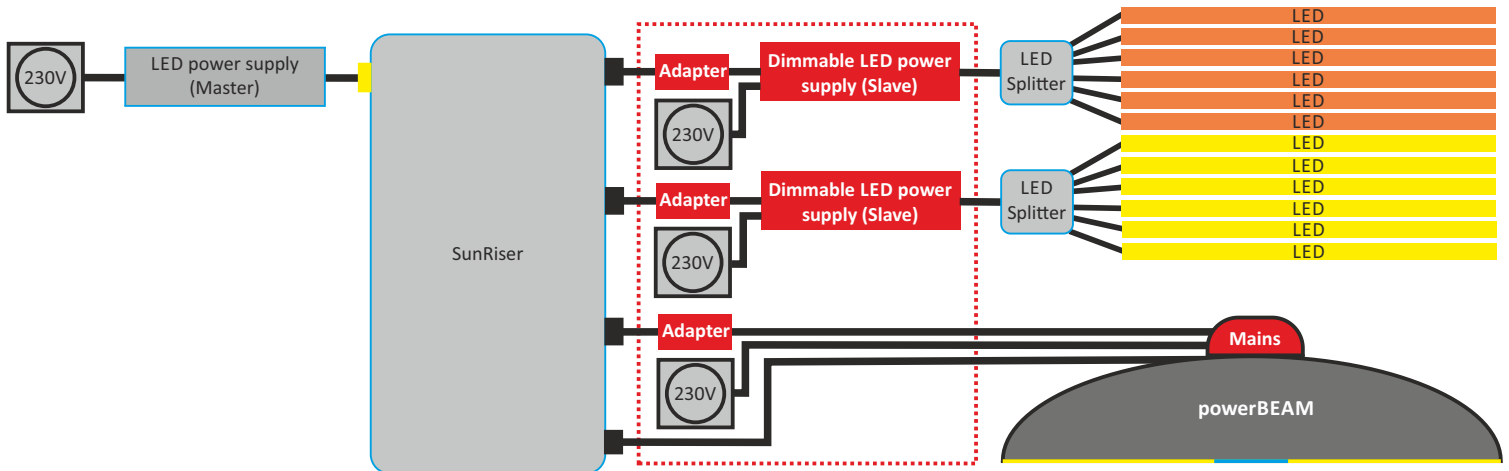 230V
LED power supply
(Master)
SunRiser
Adapter
230V
Dimmable LED power
supply (Slave)
LED
Splitter
LED
LED
LED
LED
LED
LED
Adapter
230V
Dimmable LED power
supply (Slave)
LED
Splitter
LED
LED
LED
LED
LED
LED
Adapter
230V
Mains
powerBEAM